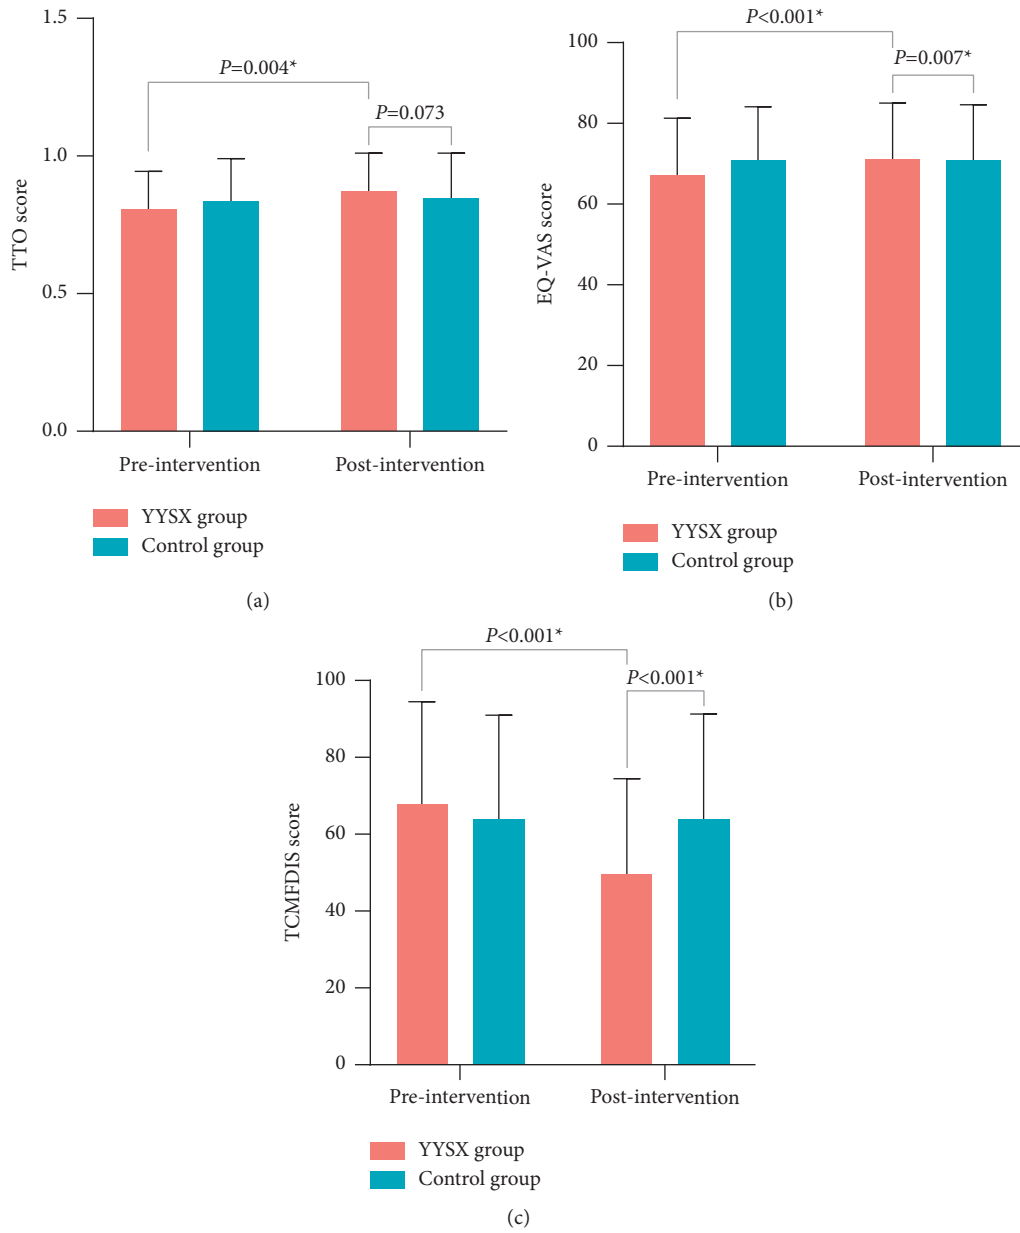 1.5
1.0
0.5
0.0
TTO score
P=0.004*
P=0.073
Pre-intervention
Post-intervention
YYSX group
Control group
(a)
100
80
60
40
20
0
EQ-VAS score
P<0.001*
P=0.007*
Pre-intervention
Post-intervention
YYSX group
Control group
(b)
100
80
60
40
20
0
TCMFDIS score
P<0.001*
P<0.001*
Pre-intervention
Post-intervention
YYSX group
Control group
(c)